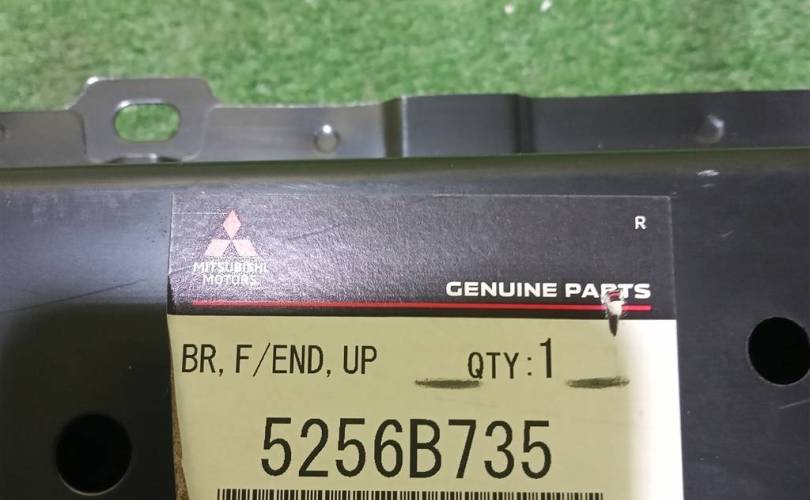 R
MITSUBISHI
MOTORS
GENUINE PARTS
BR, F/END, UP QTY: 1
5256B735